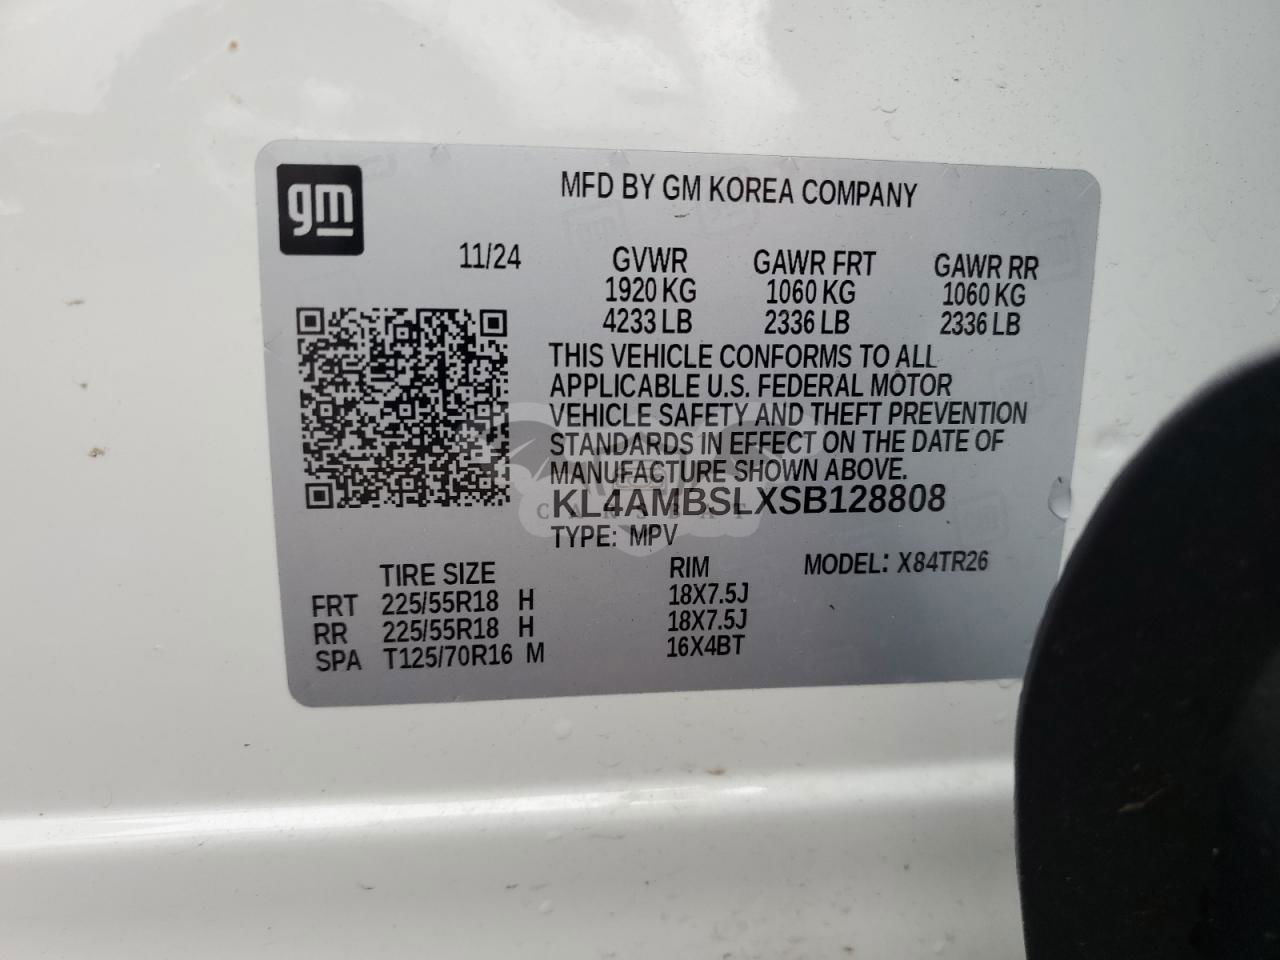 gm
MFD BY GM KOREA COMPANY
11/24 GVWR GAWR FRT GAWR RR
1920 KG 1060 KG 1060 KG
4233 LB 2336 LB 2336 LB
THIS VEHICLE CONFORMS TO ALL
APPLICABLE U.S. FEDERAL MOTOR
VEHICLE SAFETY AND THEFT PREVENTION
STANDARDS IN EFFECT ON THE DATE OF
MANUFACTURE SHOWN ABOVE.
KL4AMBSLXSB128808
CARSBAT
TYPE: MPV
TIRE SIZE RIM MODEL: X84TR26
FRT 225/55R18 H 18X7.5J
RR 225/55R18 H 18X7.5J
SPA T125/70R16 M 16X4BT